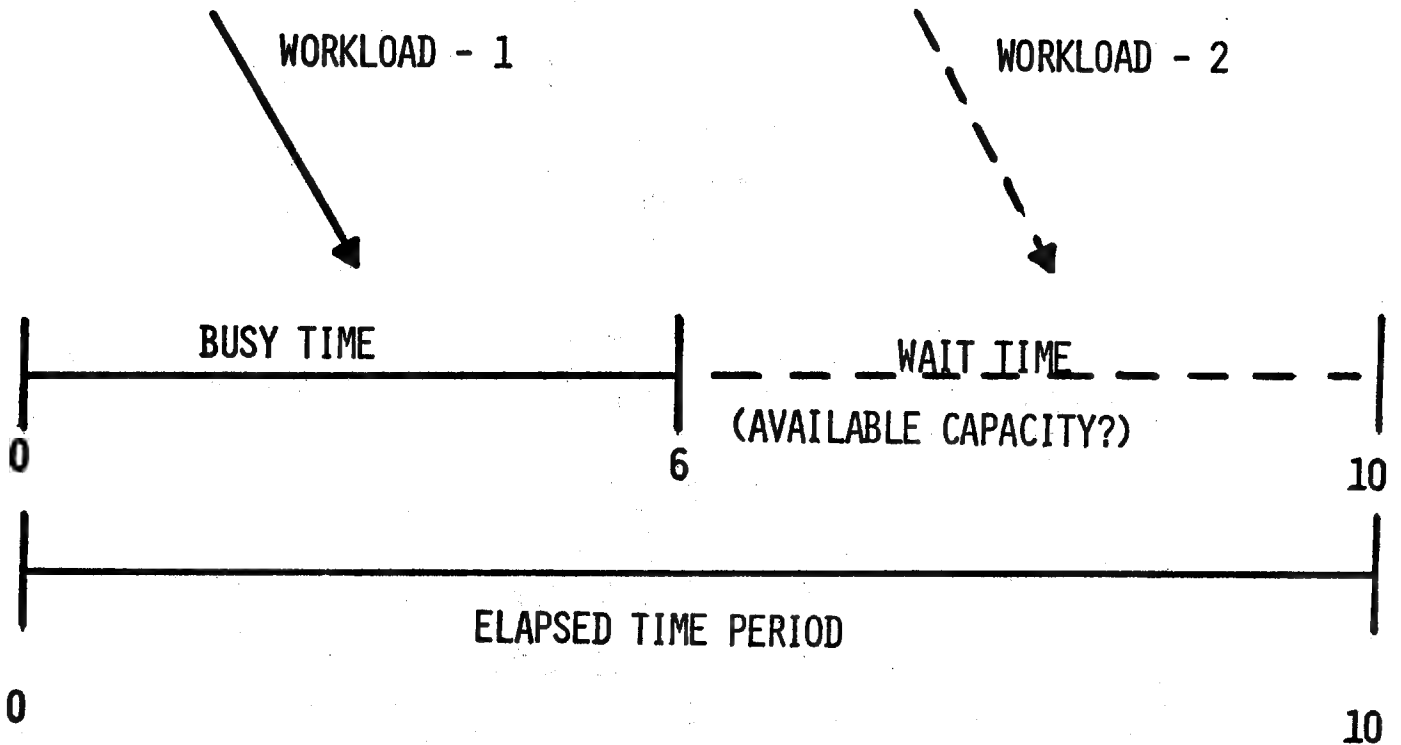 WORKLOAD - 1
WORKLOAD - 2
BUSY TIME
WAIT TIME
(AVAILABLE CAPACITY?)
0
6
10
ELAPSED TIME PERIOD
0
10